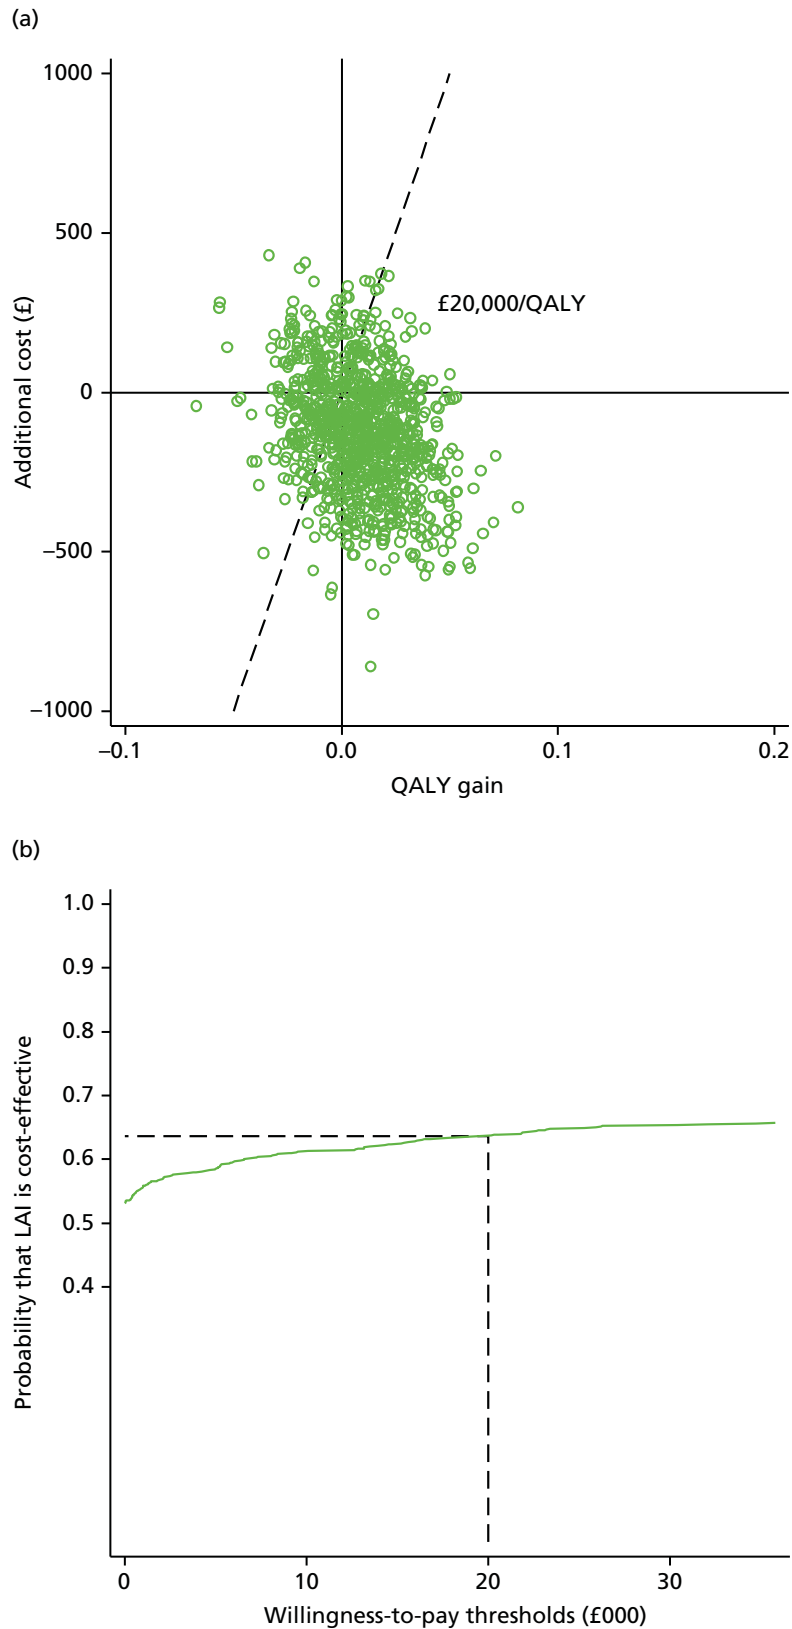 (a)
1000
500
0
−500
−1000
Additional cost (£)
£20,000/QALY
−0.1
0.0
0.1
0.2
QALY gain
(b)
1.0
0.9
0.8
0.7
0.6
0.5
0.4
Probability that LAI is cost-effective
0
10
20
30
Willingness-to-pay thresholds (£000)